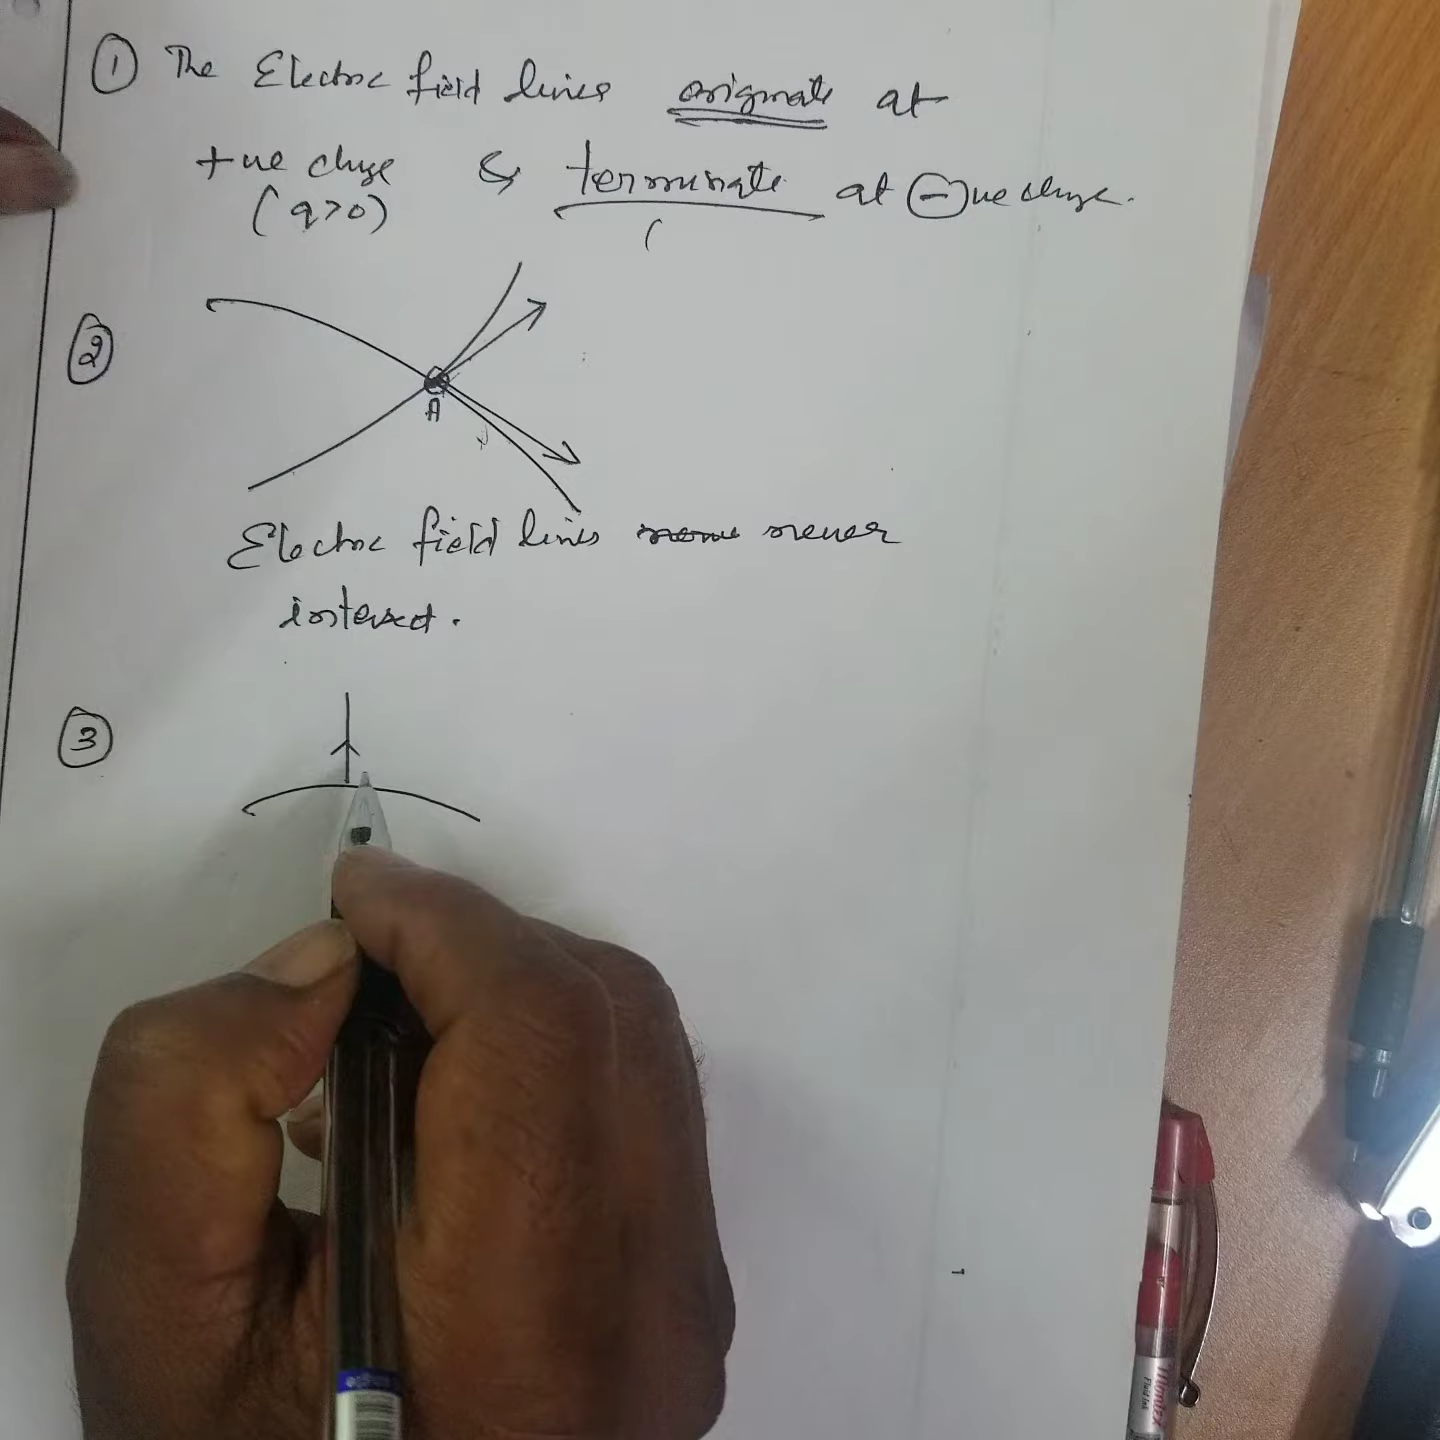 ① The Electric field lines originate at
+ve charge & terminate at ⊖ve charge.
(q>0) (
②
A
Electric field lines never
intersect.
③